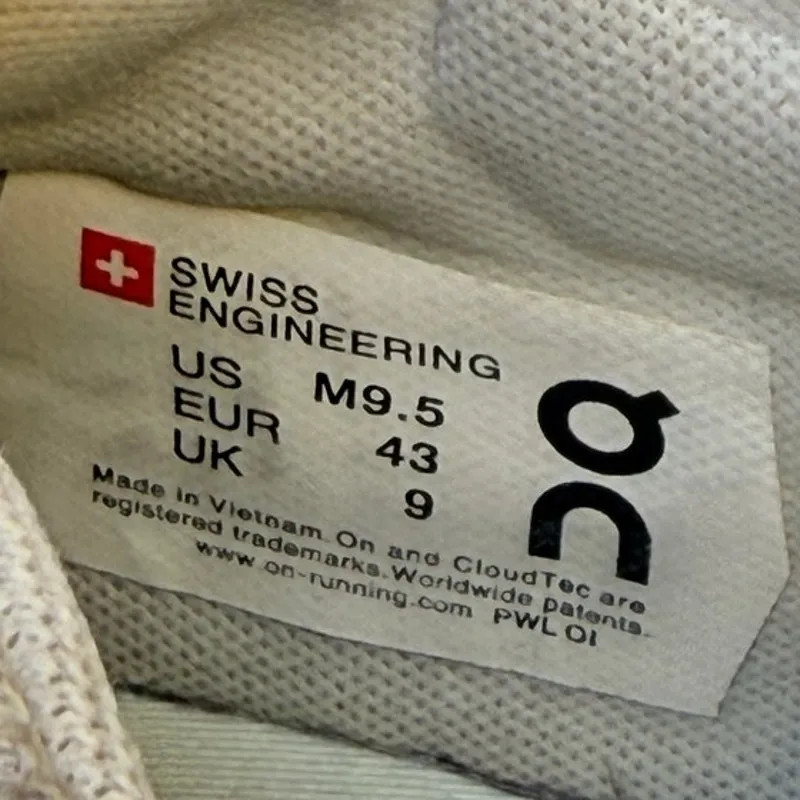 SWISS
ENGINEERING
US M9.5
EUR 43
UK 9
Made in Vietnam. On and CloudTec are
registered trademarks. Worldwide patents.
www.on-running.com PWL 01
On